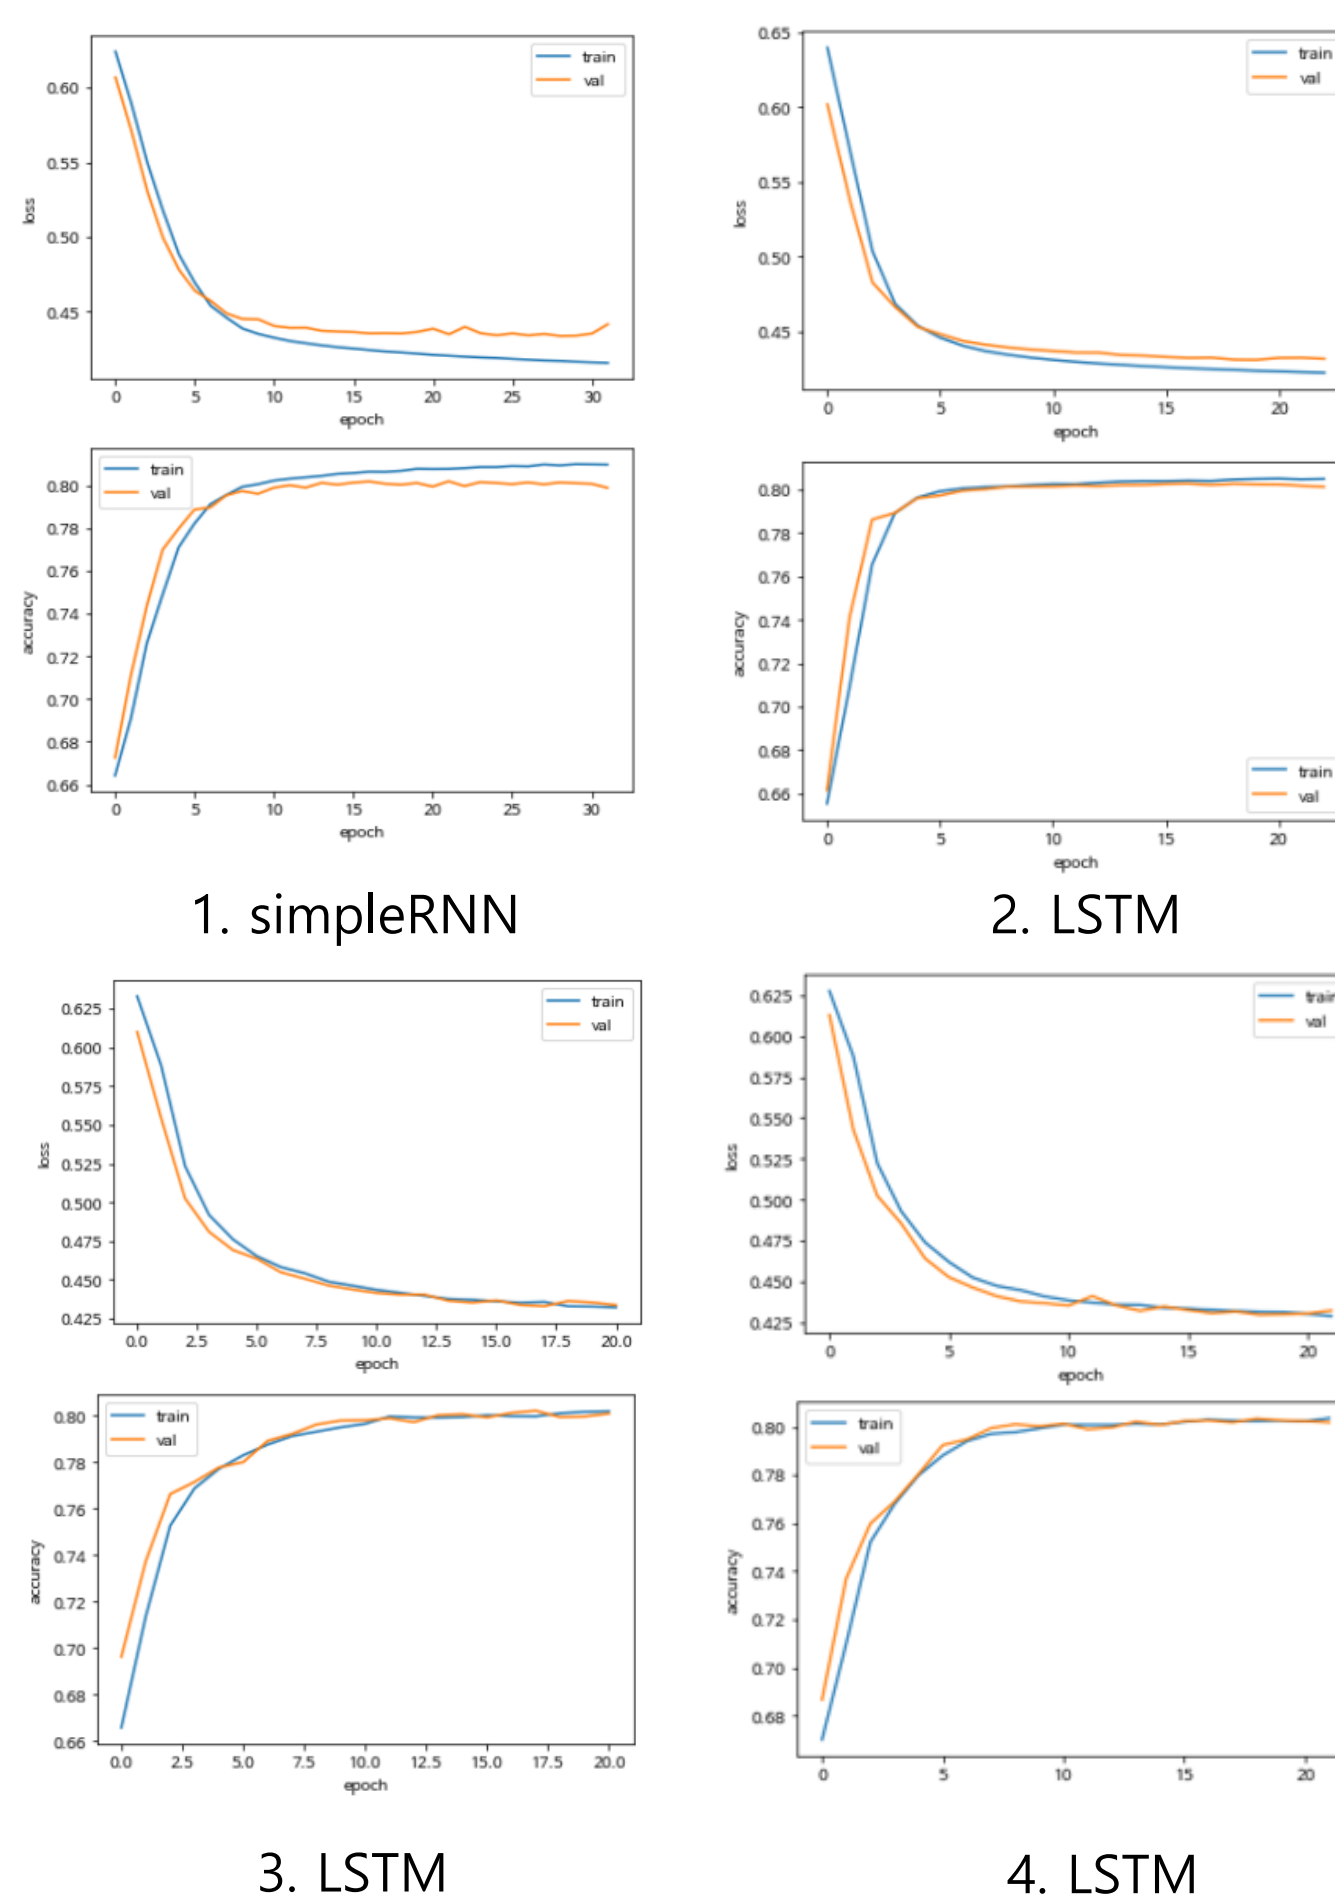 train
val
0.60
0.55
0.50
0.45
loss
0 5 10 15 20 25 30
epoch
train
val
0.80
0.78
0.76
0.74
0.72
0.70
0.68
0.66
accuracy
0 5 10 15 20 25 30
epoch
1. simpleRNN
train
val
0.65
0.60
0.55
0.50
0.45
loss
0 5 10 15 20
epoch
0.80
0.78
0.76
0.74
0.72
0.70
0.68
0.66
accuracy
train
val
0 5 10 15 20
epoch
2. LSTM
train
val
0.625
0.600
0.575
0.550
0.525
0.500
0.475
0.450
0.425
loss
0.0 2.5 5.0 7.5 10.0 12.5 15.0 17.5 20.0
epoch
train
val
0.80
0.78
0.76
0.74
0.72
0.70
0.68
0.66
accuracy
0.0 2.5 5.0 7.5 10.0 12.5 15.0 17.5 20.0
epoch
3. LSTM
train
val
0.625
0.600
0.575
0.550
0.525
0.500
0.475
0.450
0.425
loss
0 5 10 15 20
epoch
train
val
0.80
0.78
0.76
0.74
0.72
0.70
0.68
accuracy
0 5 10 15 20
4. LSTM